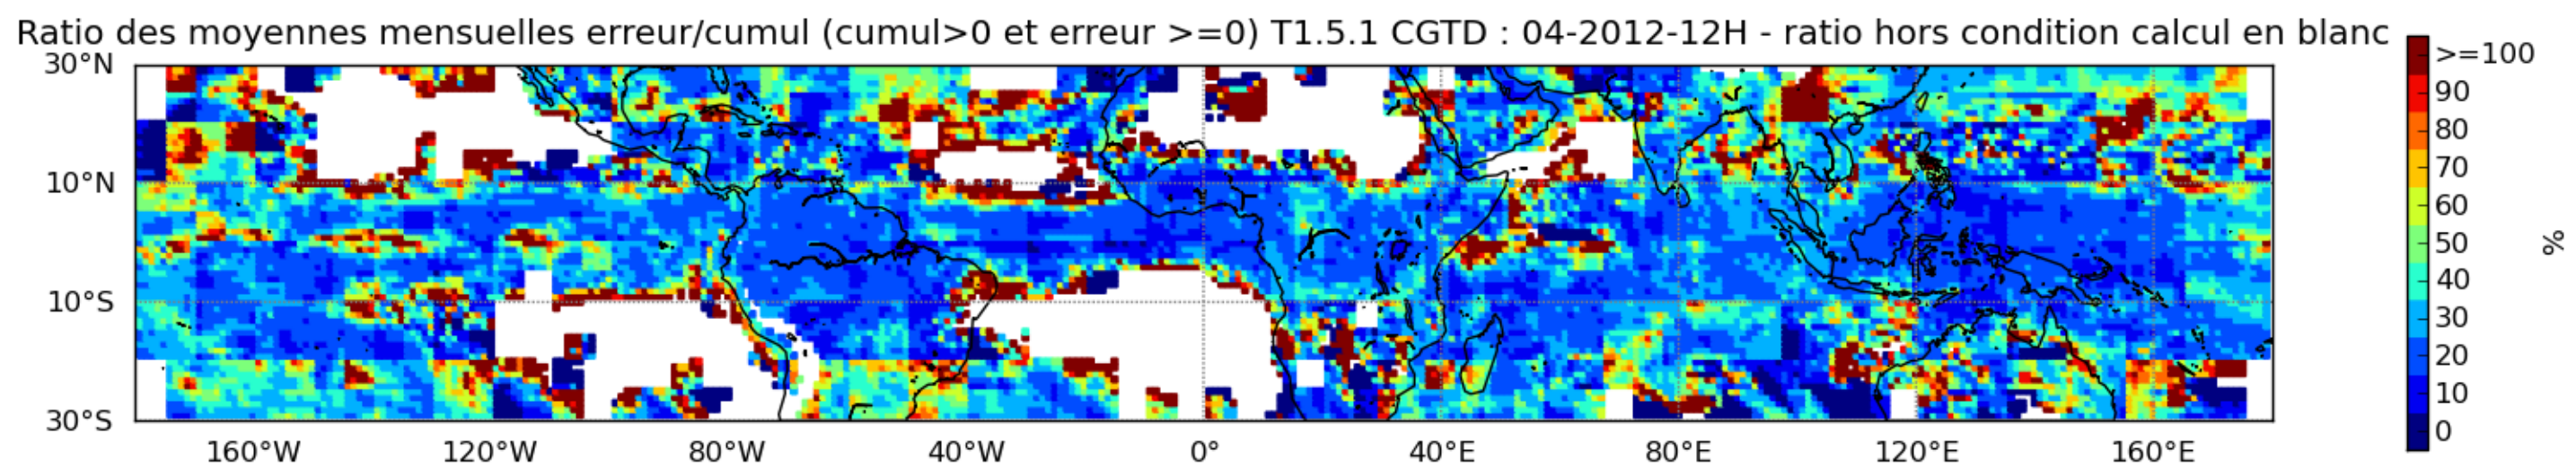 Ratio des moyennes mensuelles erreur/cumul (cumul>0 et erreur >=0) T1.5.1 CGTD : 04-2012-12H - ratio hors condition calcul en blanc
30°N
10°N
10°S
30°S
160°W 120°W 80°W 40°W 0° 40°E 80°E 120°E 160°E
>=100
90
80
70
60
50
40
30
20
10
0
%